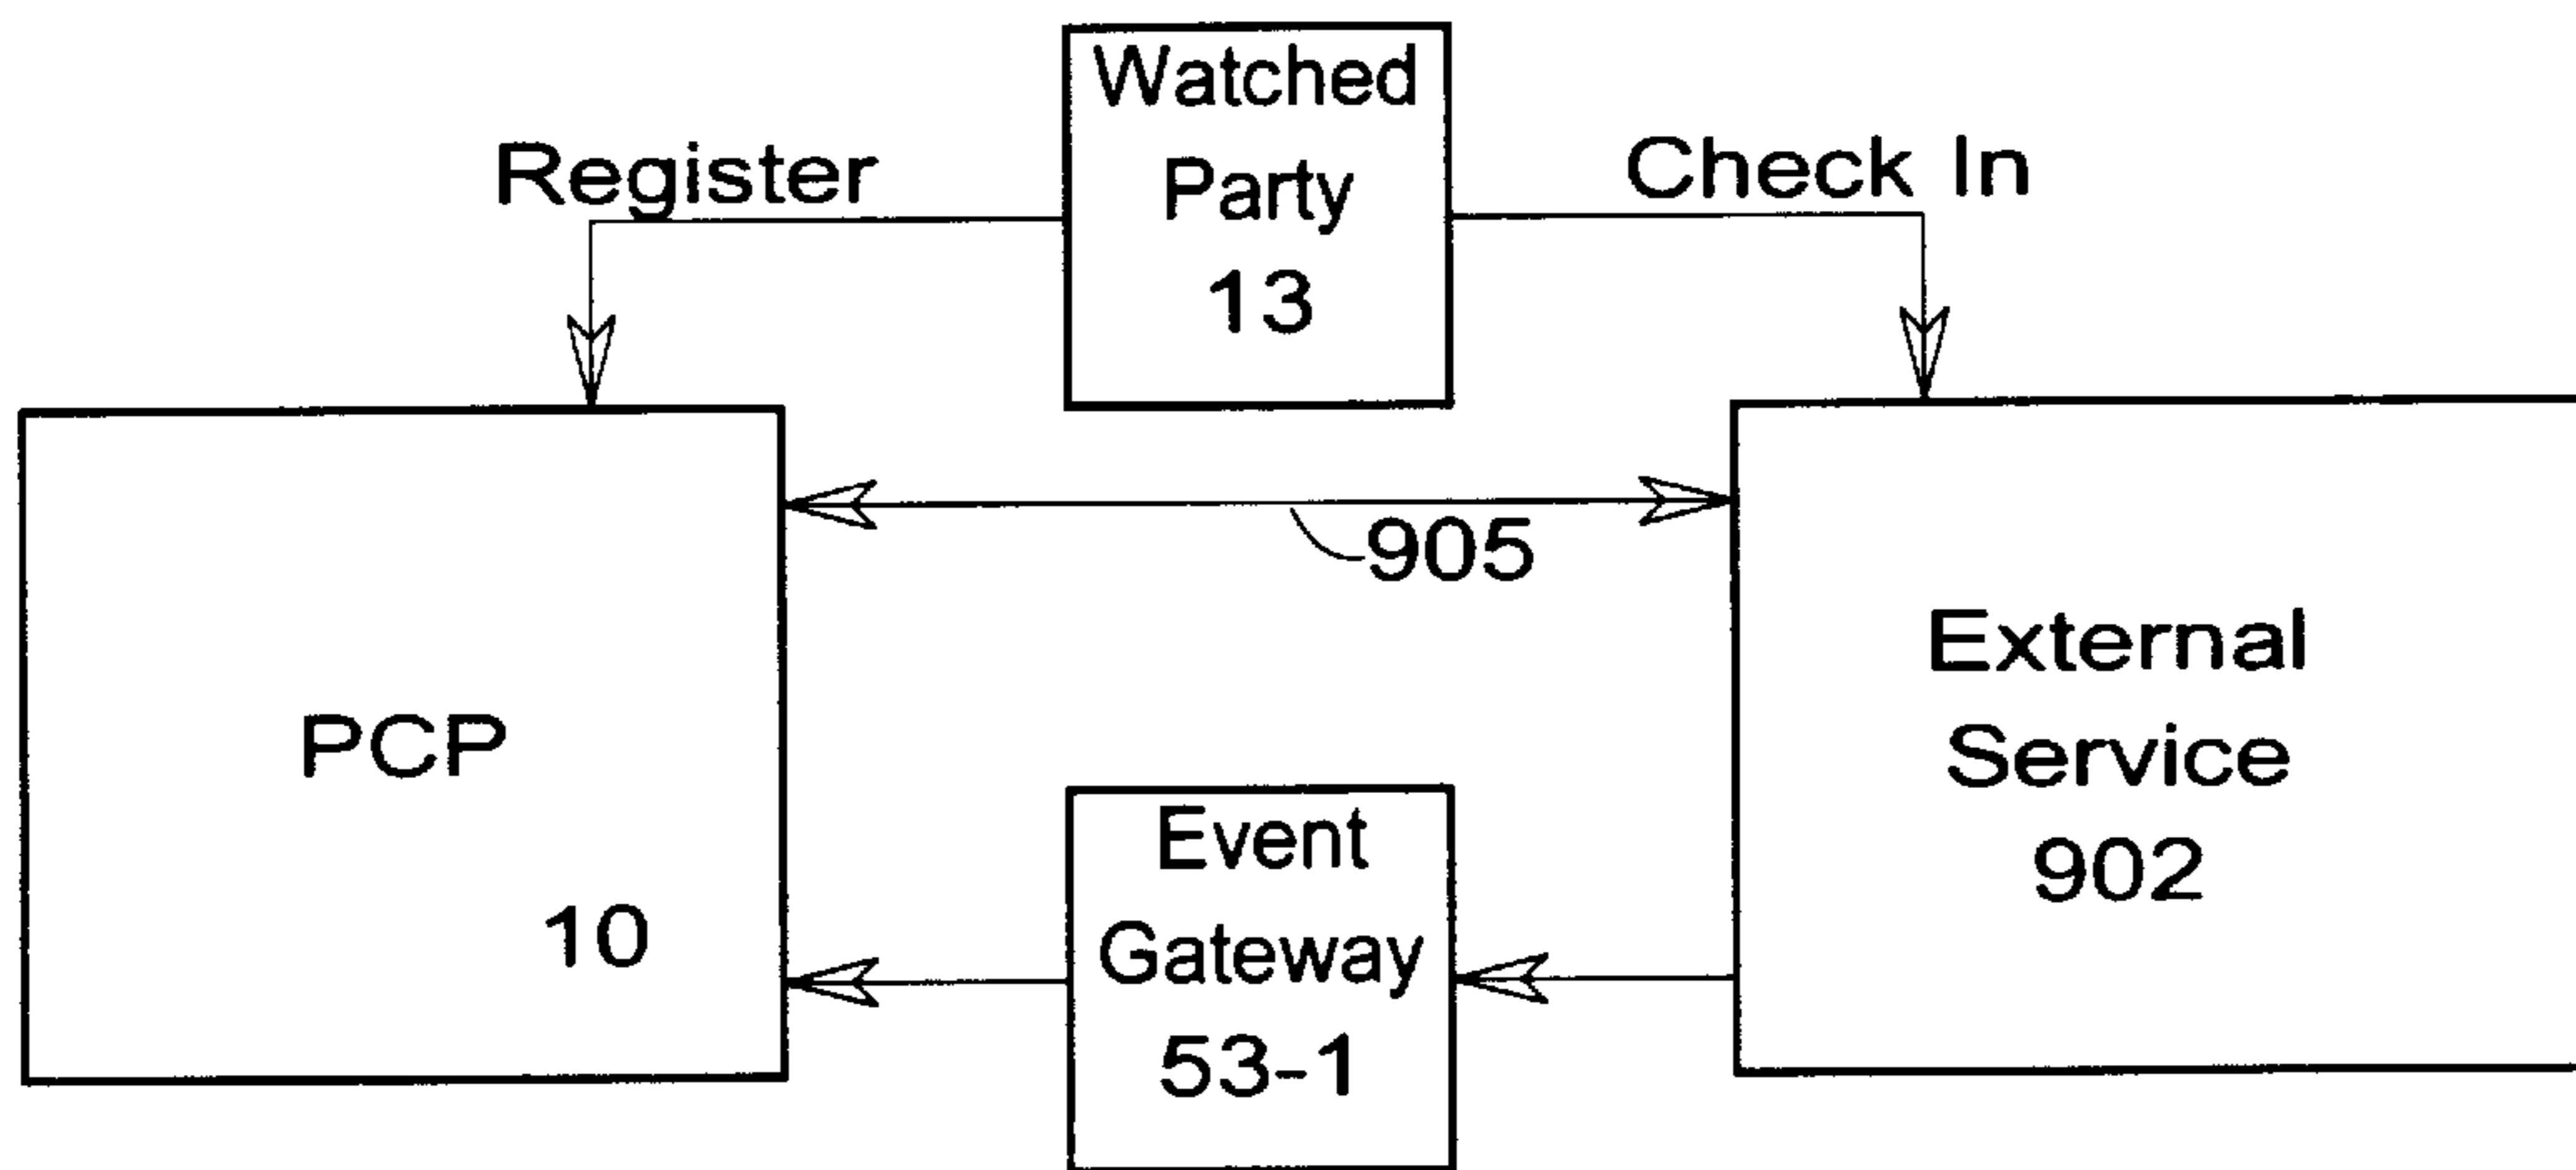 Watched
Party
13
Register
Check In
905
PCP
10
External
Service
902
Event
Gateway
53-1